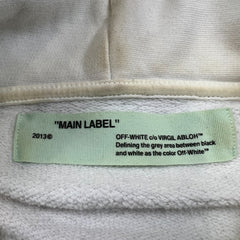 "MAIN LABEL"
2013©
OFF-WHITE c/o VIRGIL ABLOH™
Defining the grey area between black
and white as the color Off-White™